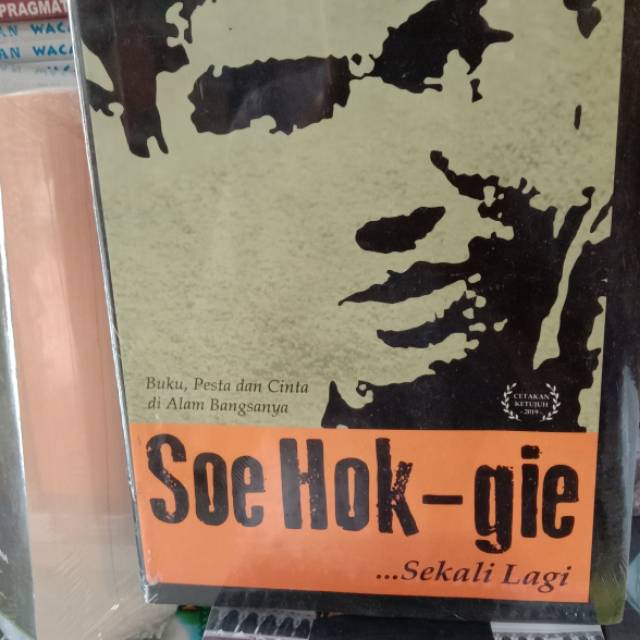 PRAGMAT
AN WACA
AN WACA
Buku, Pesta dan Cinta
di Alam Bangsanya
CETAKAN
KETUJUH
2019
Soe Hok-gie
...Sekali Lagi